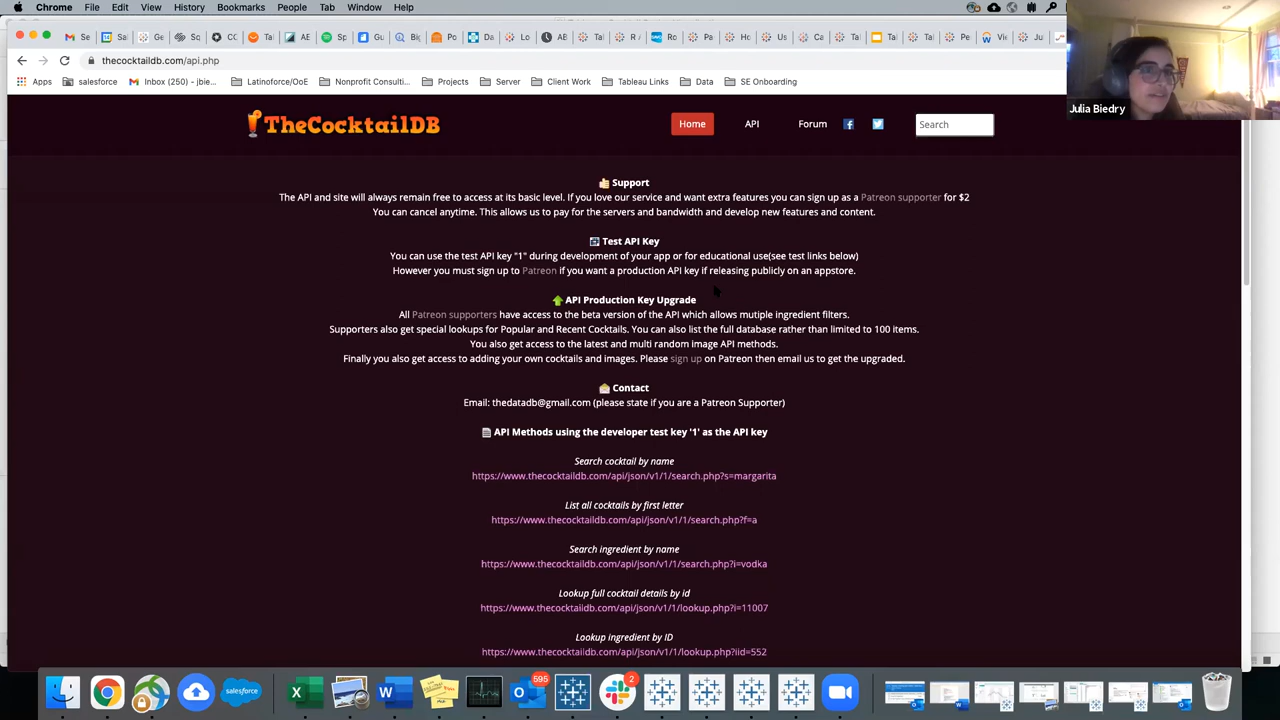 Chrome File Edit View History Bookmarks People Tab Window Help
thecocktaildb.com/api.php
Apps salesforce Inbox (250) - jbie... Latinoforce/OoE Nonprofit Consulti... Projects Server Client Work Tableau Links Data SE Onboarding
Julia Biedry
TheCocktailDB
Home API Forum Search
Support
The API and site will always remain free to access at its basic level. If you love our service and want extra features you can sign up as a Patreon supporter for $2
You can cancel anytime. This allows us to pay for the servers and bandwidth and develop new features and content.
Test API Key
You can use the test API key "1" during development of your app or for educational use(see test links below)
However you must sign up to Patreon if you want a production API key if releasing publicly on an appstore.
API Production Key Upgrade
All Patreon supporters have access to the beta version of the API which allows mutiple ingredient filters.
Supporters also get special lookups for Popular and Recent Cocktails. You can also list the full database rather than limited to 100 items.
You also get access to the latest and multi random image API methods.
Finally you also get access to adding your own cocktails and images. Please sign up on Patreon then email us to get the upgraded.
Contact
Email: thedatadb@gmail.com (please state if you are a Patreon Supporter)
API Methods using the developer test key '1' as the API key
Search cocktail by name
https://www.thecocktaildb.com/api/json/v1/1/search.php?s=margarita
List all cocktails by first letter
https://www.thecocktaildb.com/api/json/v1/1/search.php?f=a
Search ingredient by name
https://www.thecocktaildb.com/api/json/v1/1/search.php?i=vodka
Lookup full cocktail details by id
https://www.thecocktaildb.com/api/json/v1/1/lookup.php?i=11007
Lookup ingredient by ID
https://www.thecocktaildb.com/api/json/v1/1/lookup.php?iid=552
salesforce 595 2